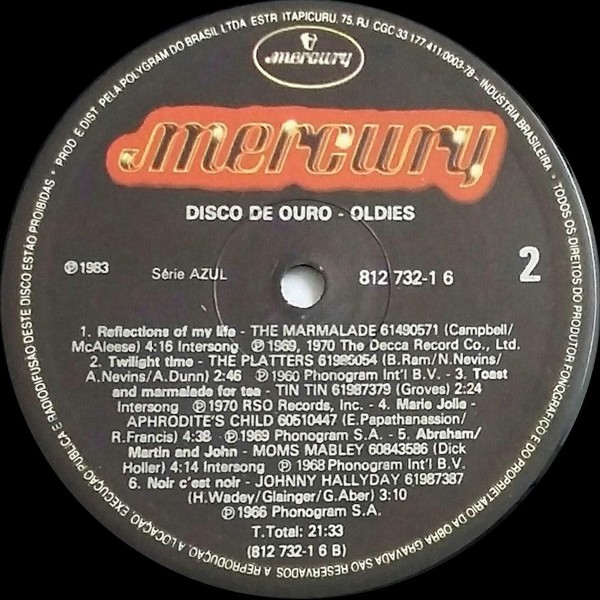 PROD. E DIST. PELA POLYGRAM DO BRASIL LTDA. ESTR. ITAPICURU, 75, RJ CGC 33 177.411/0003-78 - INDÚSTRIA BRASILEIRA • TODOS OS DIREITOS DO PRODUTOR FONOGRÁFICO E DO PROPRIETÁRIO DA OBRA GRAVADA SÃO RESERVADOS. A REPRODUÇÃO, A LOCAÇÃO, EXECUÇÃO PÚBLICA E RADIODIFUSÃO DESTE DISCO ESTÃO PROIBIDAS •
mercury
mercury
DISCO DE OURO - OLDIES
℗ 1983 Série AZUL 812 732-1 6 2
1. Reflections of my life - THE MARMALADE 61490571 (Campbell/
McAleese) 4:16 Intersong ℗ 1969, 1970 The Decca Record Co., Ltd.
2. Twilight time - THE PLATTERS 61986054 (B.Ram/N.Nevins/
A.Nevins/A.Dunn) 2:46 ℗ 1960 Phonogram Int'l B.V. - 3. Toast
and marmalade for tea - TIN TIN 61987379 (Groves) 2:24
Intersong ℗ 1970 RSO Records, Inc. - 4. Marie Jolie -
APHRODITE'S CHILD 60510447 (E.Papathanassion/
R.Francis) 4:38 ℗ 1969 Phonogram S.A. - 5. Abraham/
Martin and John - MOMS MABLEY 60843586 (Dick
Holler) 4:14 Intersong ℗ 1968 Phonogram Int'l B.V.
6. Noir c'est noir - JOHNNY HALLYDAY 61987387
(H.Wadey/Glainger/G.Aber) 3:10
℗ 1966 Phonogram S.A.
T.Total: 21:33
(812 732-1 6 B)